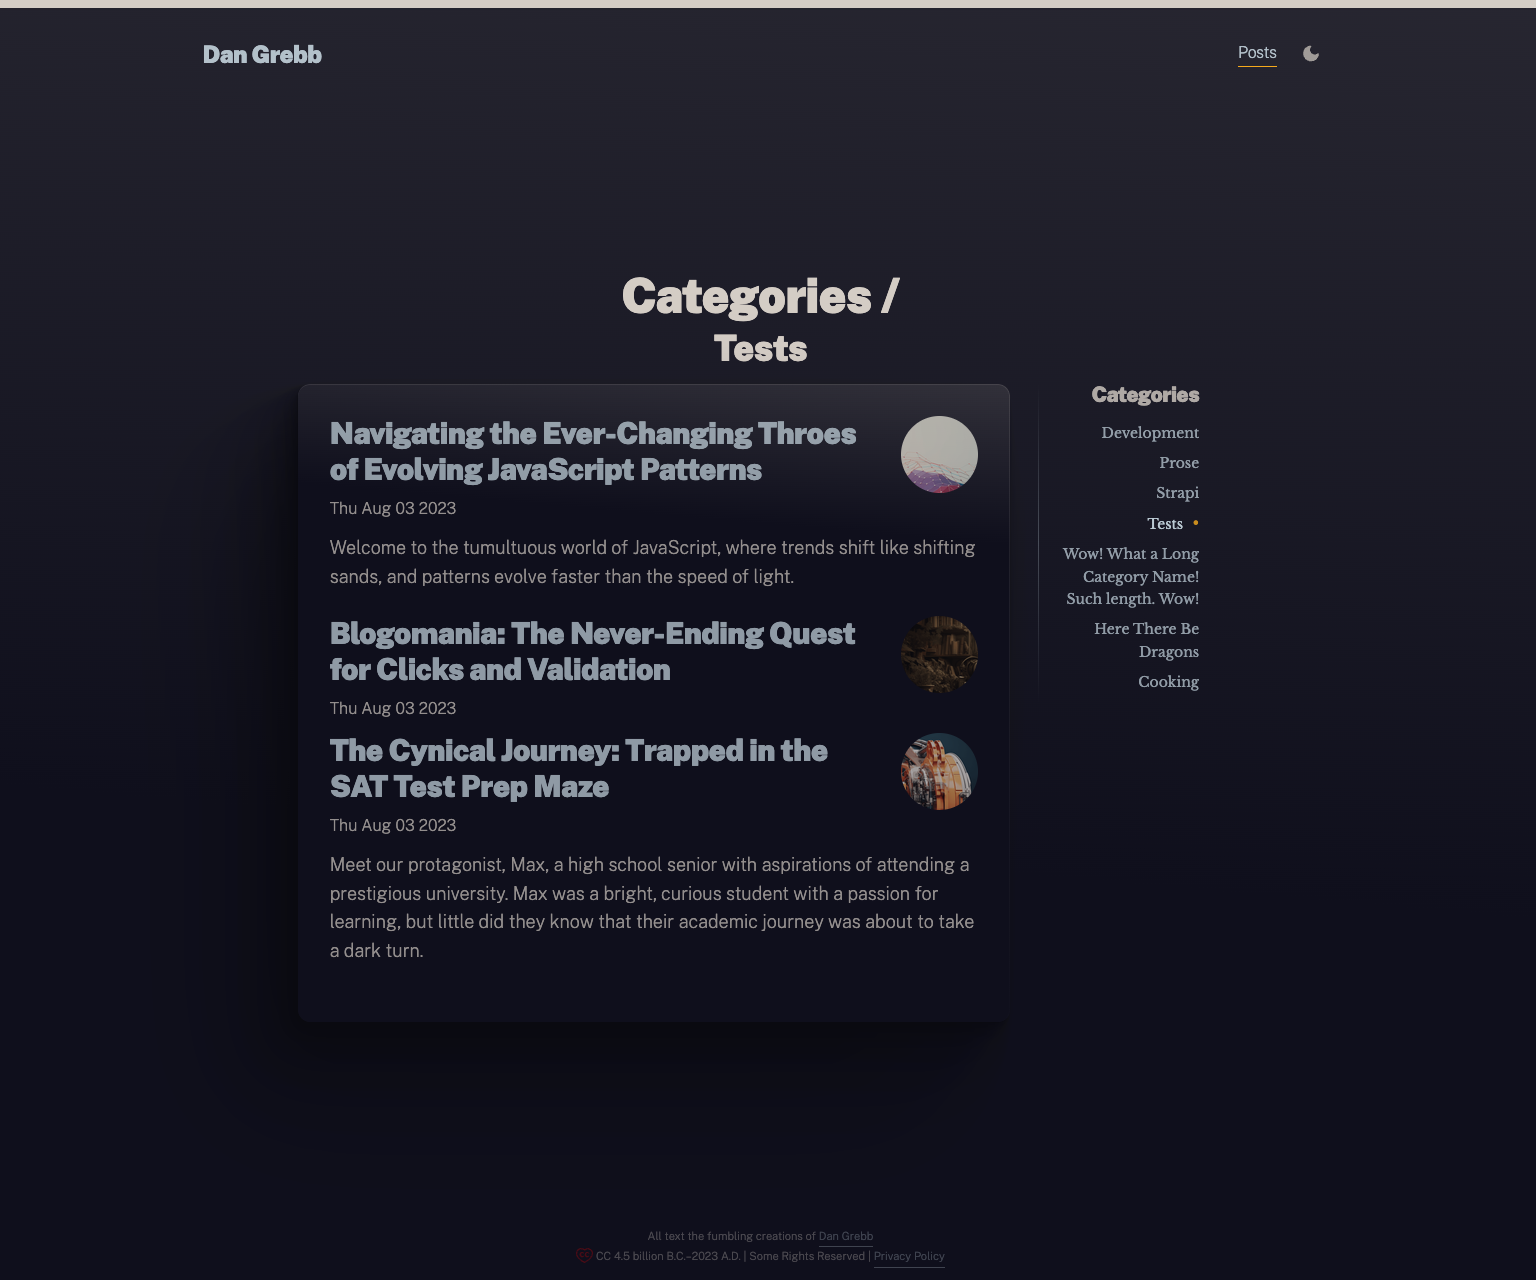 Dan Grebb
Posts
Categories /
Tests
Navigating the Ever-Changing Throes
of Evolving JavaScript Patterns
Thu Aug 03 2023
Welcome to the tumultuous world of JavaScript, where trends shift like shifting
sands, and patterns evolve faster than the speed of light.
Blogomania: The Never-Ending Quest
for Clicks and Validation
Thu Aug 03 2023
The Cynical Journey: Trapped in the
SAT Test Prep Maze
Thu Aug 03 2023
Meet our protagonist, Max, a high school senior with aspirations of attending a
prestigious university. Max was a bright, curious student with a passion for
learning, but little did they know that their academic journey was about to take
a dark turn.
Categories
Development
Prose
Strapi
Tests •
Wow! What a Long
Category Name!
Such length. Wow!
Here There Be
Dragons
Cooking
All text the fumbling creations of Dan Grebb
CC 4.5 billion B.C.–2023 A.D. | Some Rights Reserved | Privacy Policy